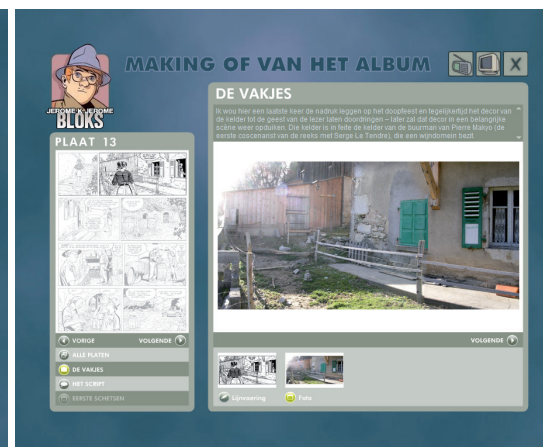 MAKING OF VAN HET ALBUM
JEROME K. JEROME
BLOKS
PLAAT 13
VORIGE
VOLGENDE
ALLE PLATEN
DE VAKJES
HET SCRIPT
EERSTE SCHETSEN
DE VAKJES
Ik wou hier een laatste keer de nadruk leggen op het doopfeest en tegelijkertijd het decor van
de kelder tot de geest van de lezer laten doordringen – later zal dat decor in een belangrijke
scène weer opduiken. Die kelder is in feite de kelder van de buurman van Pierre Makyo (de
eerste coscenarist van de reeks met Serge Le Tendre), die een wijndomein bezit.
VOLGENDE
Lijnvoering
Foto